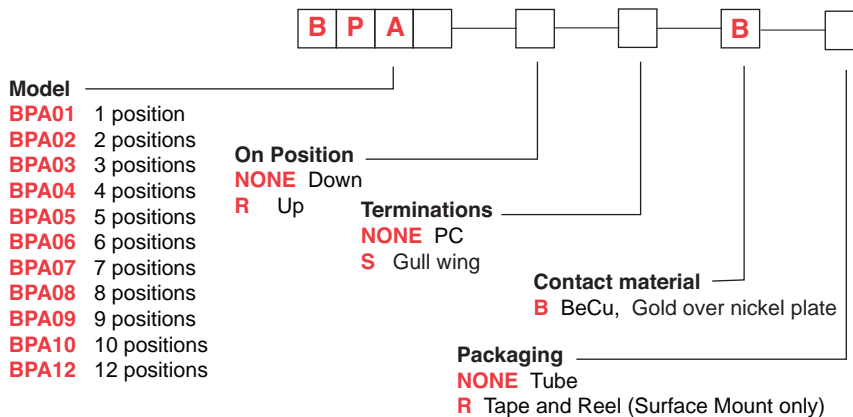 B P A B
Model
BPA01 1 position
BPA02 2 positions
BPA03 3 positions
BPA04 4 positions
BPA05 5 positions
BPA06 6 positions
BPA07 7 positions
BPA08 8 positions
BPA09 9 positions
BPA10 10 positions
BPA12 12 positions
On Position
NONE Down
R Up
Terminations
NONE PC
S Gull wing
Contact material
B BeCu, Gold over nickel plate
Packaging
NONE Tube
R Tape and Reel (Surface Mount only)